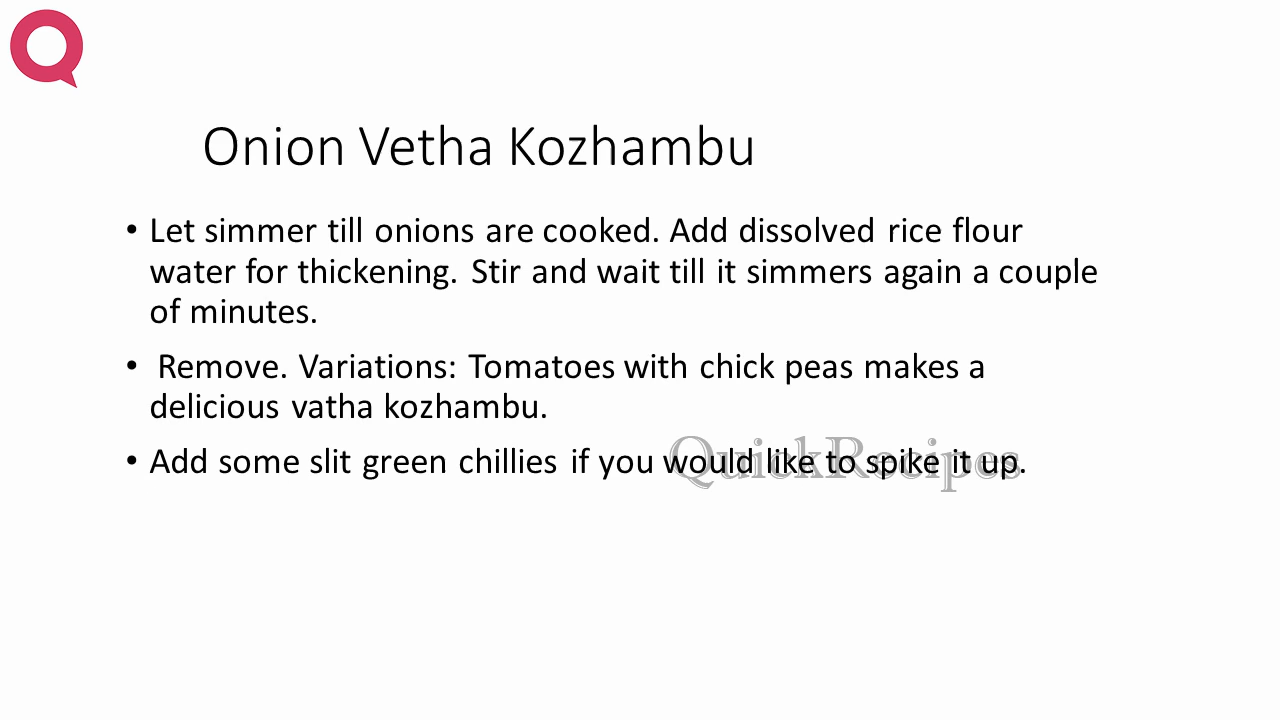 Onion Vetha Kozhambu
• Let simmer till onions are cooked. Add dissolved rice flour
water for thickening. Stir and wait till it simmers again a couple
of minutes.
• Remove. Variations: Tomatoes with chick peas makes a
delicious vatha kozhambu.
• Add some slit green chillies if you would like to spike it up.
QuickRecipes